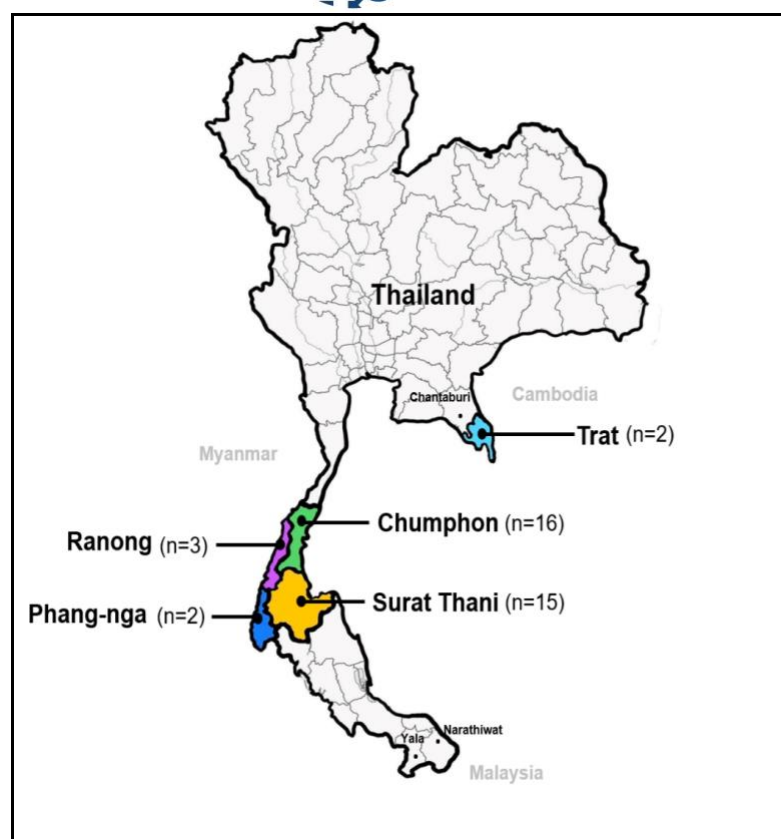 Thailand
Chantaburi
Cambodia
Trat (n=2)
Myanmar
Chumphon (n=16)
Ranong (n=3)
Surat Thani (n=15)
Phang-nga (n=2)
Narathiwat
Yala
Malaysia